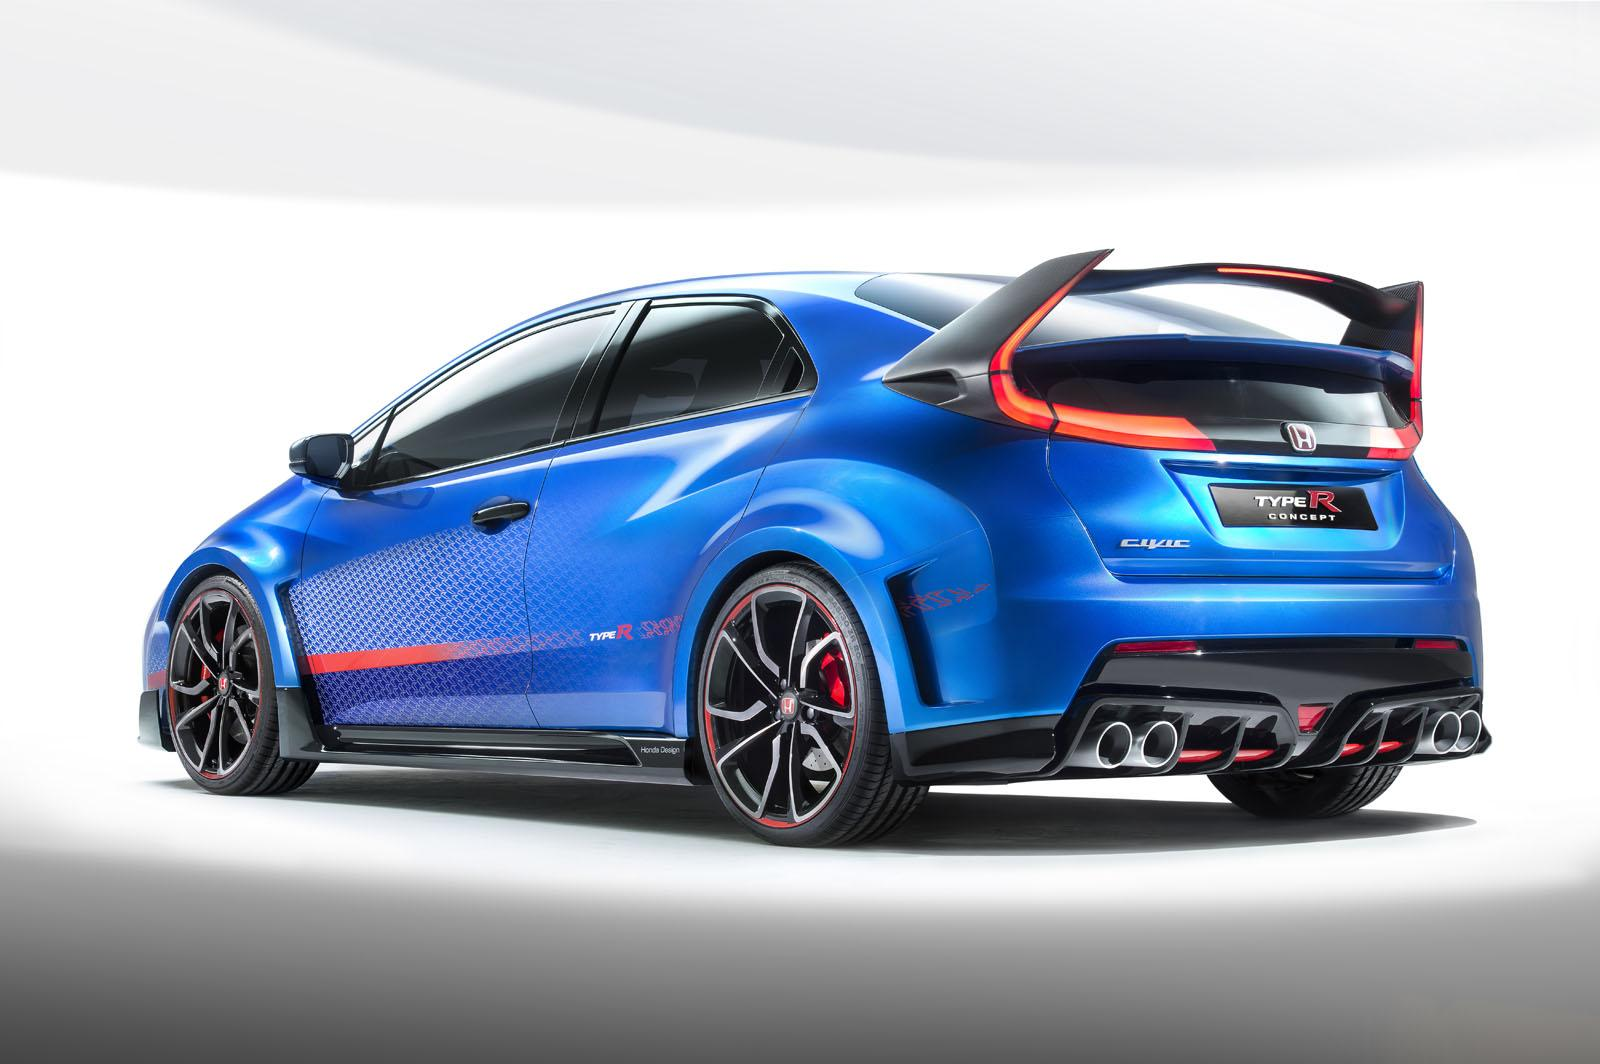 TYPE R
CONCEPT
CIVIC
TYPE R
Honda Design